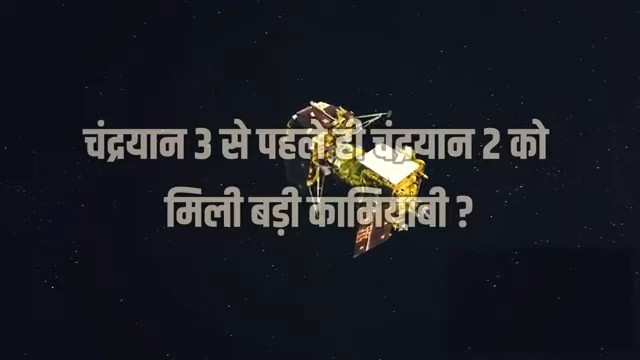 चंद्रयान 3 से पहले ही चंद्रयान 2 को
मिली बड़ी कामियाबी ?